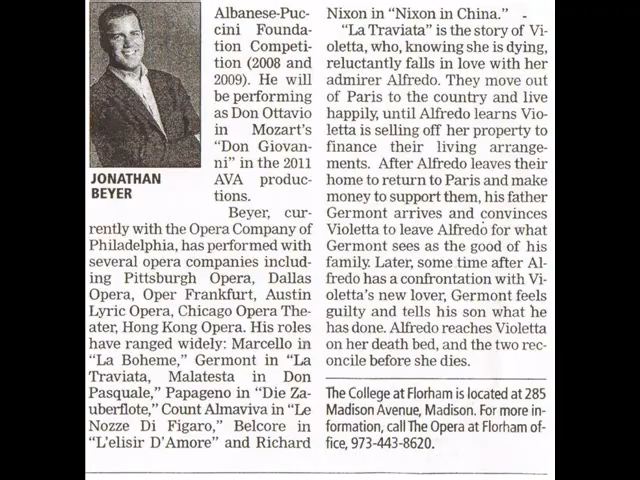 Albanese-Puc-
cini Founda-
tion Competi-
tion (2008 and
2009). He will
be performing
as Don Ottavio
in Mozart's
"Don Giovan-
ni" in the 2011
AVA produc-
tions.
JONATHAN
BEYER
Beyer, cur-
rently with the Opera Company of
Philadelphia, has performed with
several opera companies includ-
ing Pittsburgh Opera, Dallas
Opera, Oper Frankfurt, Austin
Lyric Opera, Chicago Opera The-
ater, Hong Kong Opera. His roles
have ranged widely: Marcello in
"La Boheme," Germont in "La
Traviata, Malatesta in Don
Pasquale," Papageno in "Die Za-
uberflote," Count Almaviva in "Le
Nozze Di Figaro," Belcore in
"L'elisir D'Amore" and Richard
Nixon in "Nixon in China."
"La Traviata" is the story of Vi-
oletta, who, knowing she is dying,
reluctantly falls in love with her
admirer Alfredo. They move out
of Paris to the country and live
happily, until Alfredo learns Vio-
letta is selling off her property to
finance their living arrange-
ments. After Alfredo leaves their
home to return to Paris and make
money to support them, his father
Germont arrives and convinces
Violetta to leave Alfredo for what
Germont sees as the good of his
family. Later, some time after Al-
fredo has a confrontation with Vi-
oletta's new lover, Germont feels
guilty and tells his son what he
has done. Alfredo reaches Violetta
on her death bed, and the two rec-
oncile before she dies.
The College at Florham is located at 285
Madison Avenue, Madison. For more in-
formation, call The Opera at Florham of-
fice, 973-443-8620.